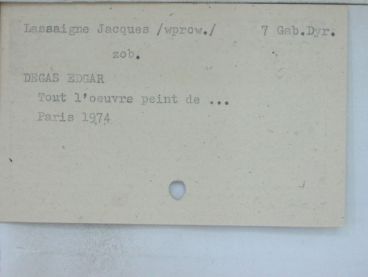 Lassaigne Jacques /wprow./ 7 Gab.Dyr.
zob.
DEGAS EDGAR
Tout l'oeuvre peint de ...
Paris 1974